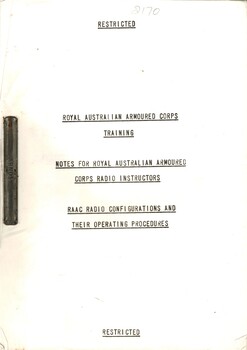 8170
RESTRICTED
ROYAL AUSTRALIAN ARMOURED CORPS
TRAINING
NOTES FOR ROYAL AUSTRALIAN ARMOURED
CORPS RADIO INSTRUCTORS
RAAC RADIO CONFIGURATIONS AND
THEIR OPERATING PROCEDURES
RESTRICTED